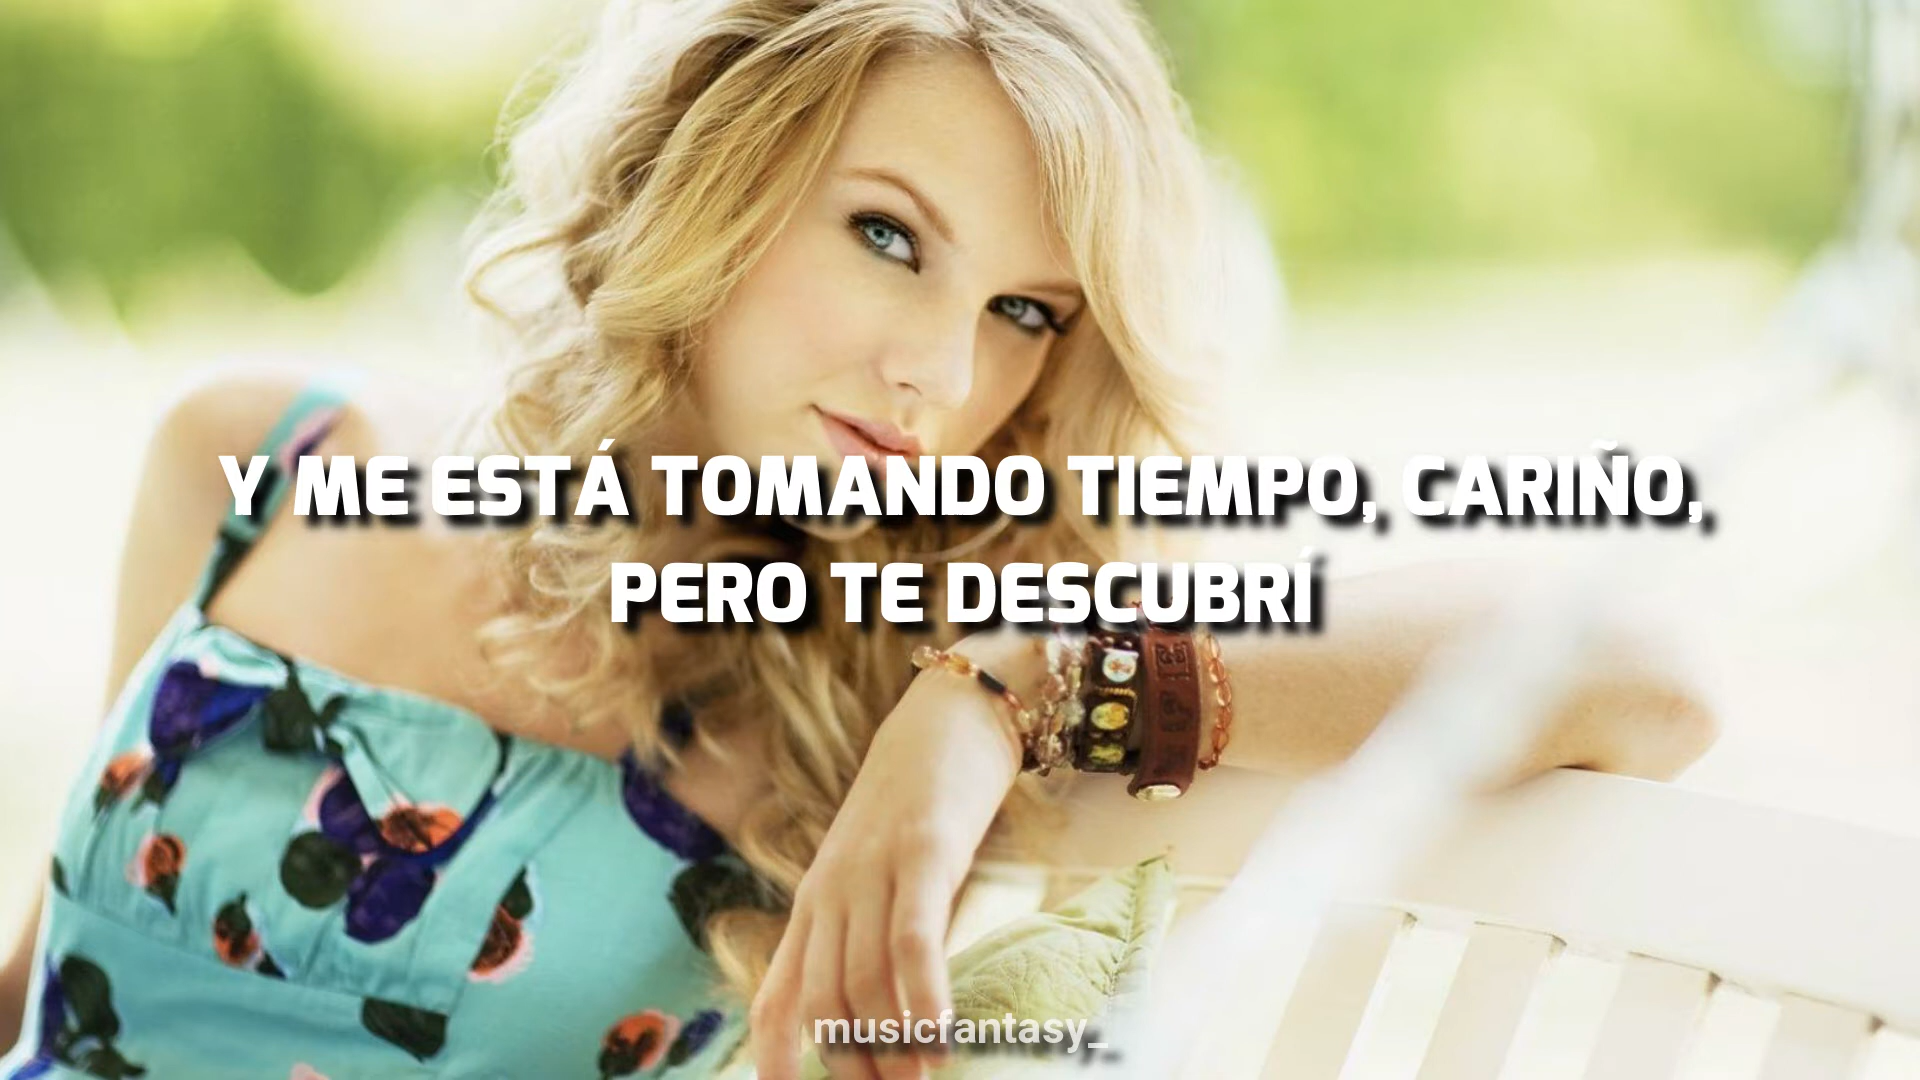 Y ME ESTÁ TOMANDO TIEMPO, CARIÑO,
PERO TE DESCUBRÍ
musicfantasy_